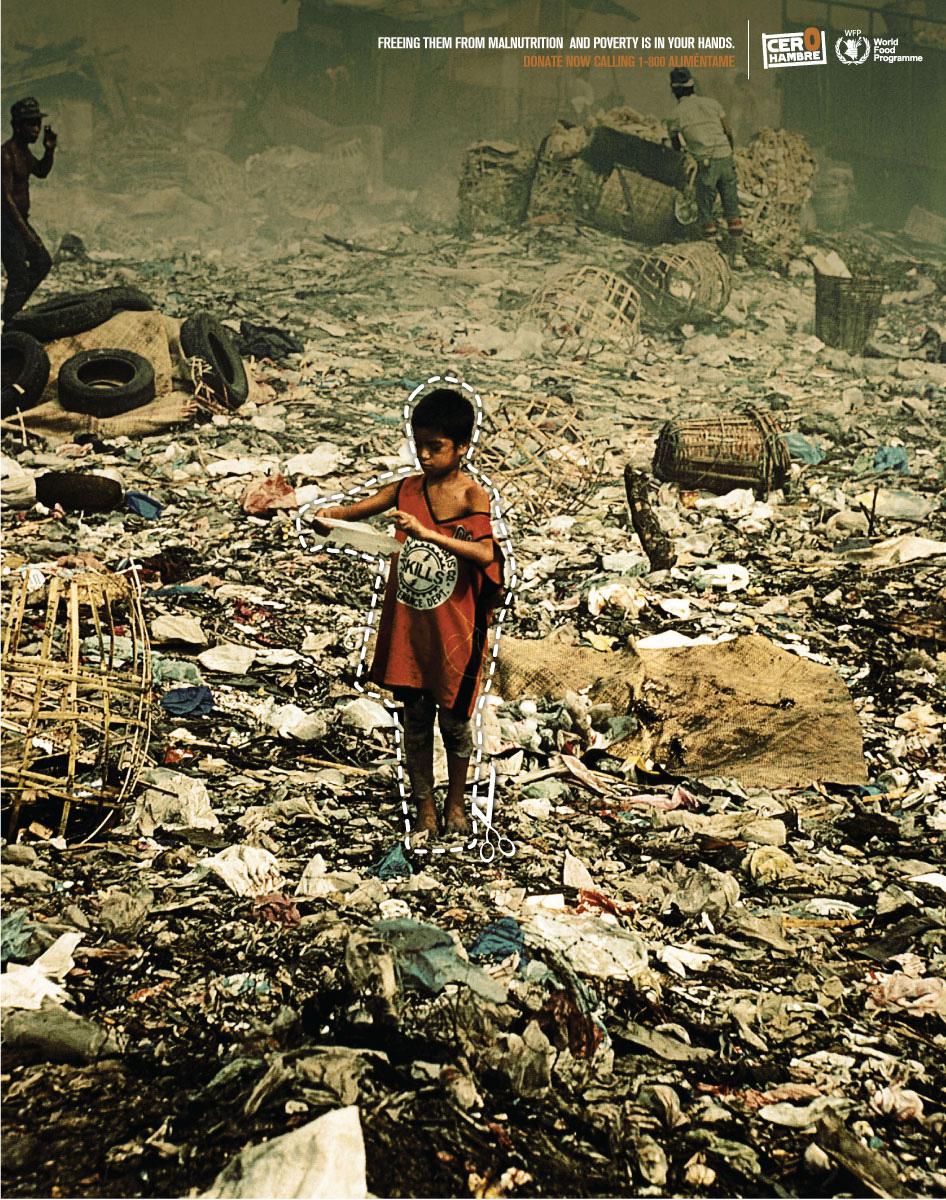 FREEING THEM FROM MALNUTRITION AND POVERTY IS IN YOUR HANDS.
DONATE NOW CALLING 1-800 ALIMENTAME
CERO
HAMBRE
WFP
World
Food
Programme
SKILLS